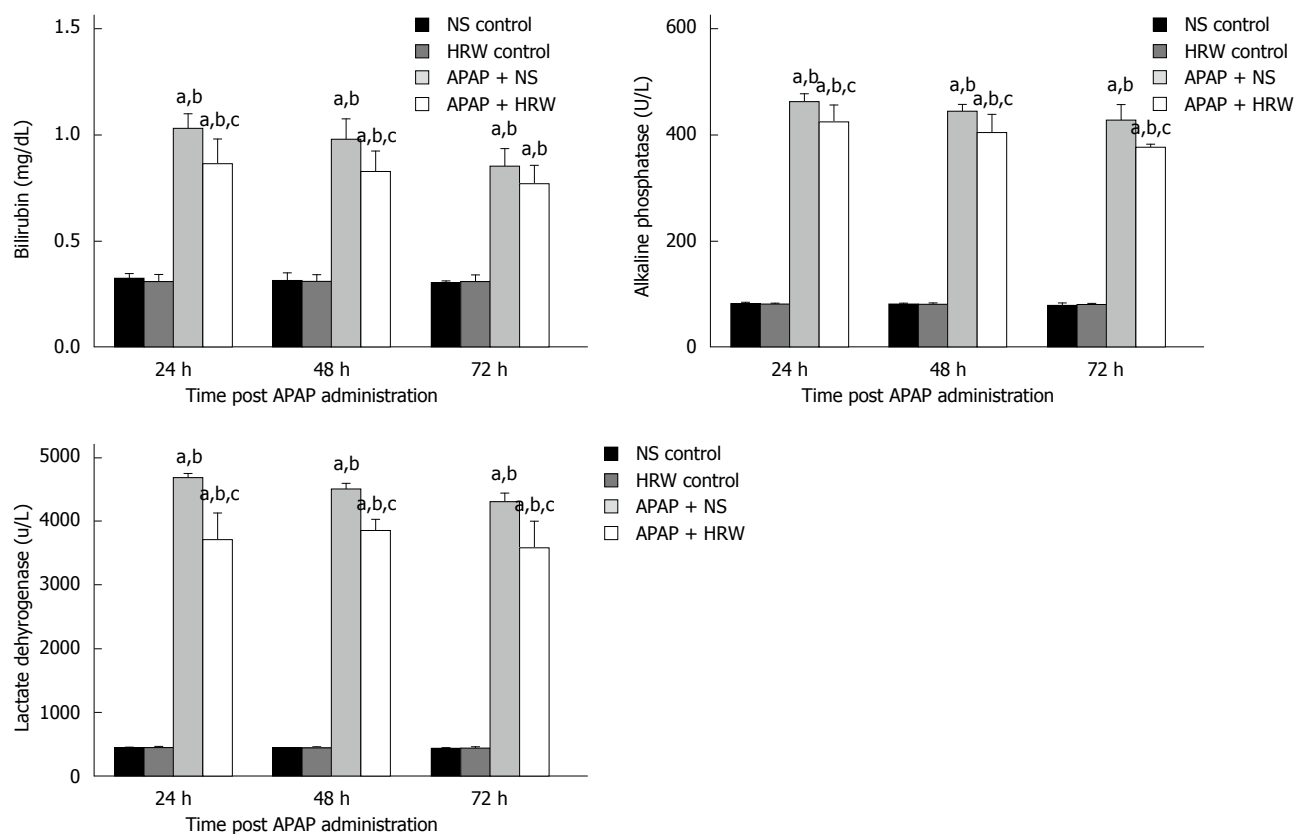 1.5
1.0
0.5
0.0
Bilirubin (mg/dL)
NS control
HRW control
APAP + NS
APAP + HRW
a,b
a,b,c
a,b
a,b,c
a,b
a,b
24 h
48 h
72 h
Time post APAP administration
600
400
200
0
Alkaline phosphatase (U/L)
NS control
HRW control
APAP + NS
APAP + HRW
a,b
a,b,c
a,b
a,b,c
a,b
a,b,c
24 h
48 h
72 h
Time post APAP administration
5000
4000
3000
2000
1000
0
Lactate dehyrogenase (u/L)
NS control
HRW control
APAP + NS
APAP + HRW
a,b
a,b,c
a,b
a,b,c
a,b
a,b,c
24 h
48 h
72 h
Time post APAP administration